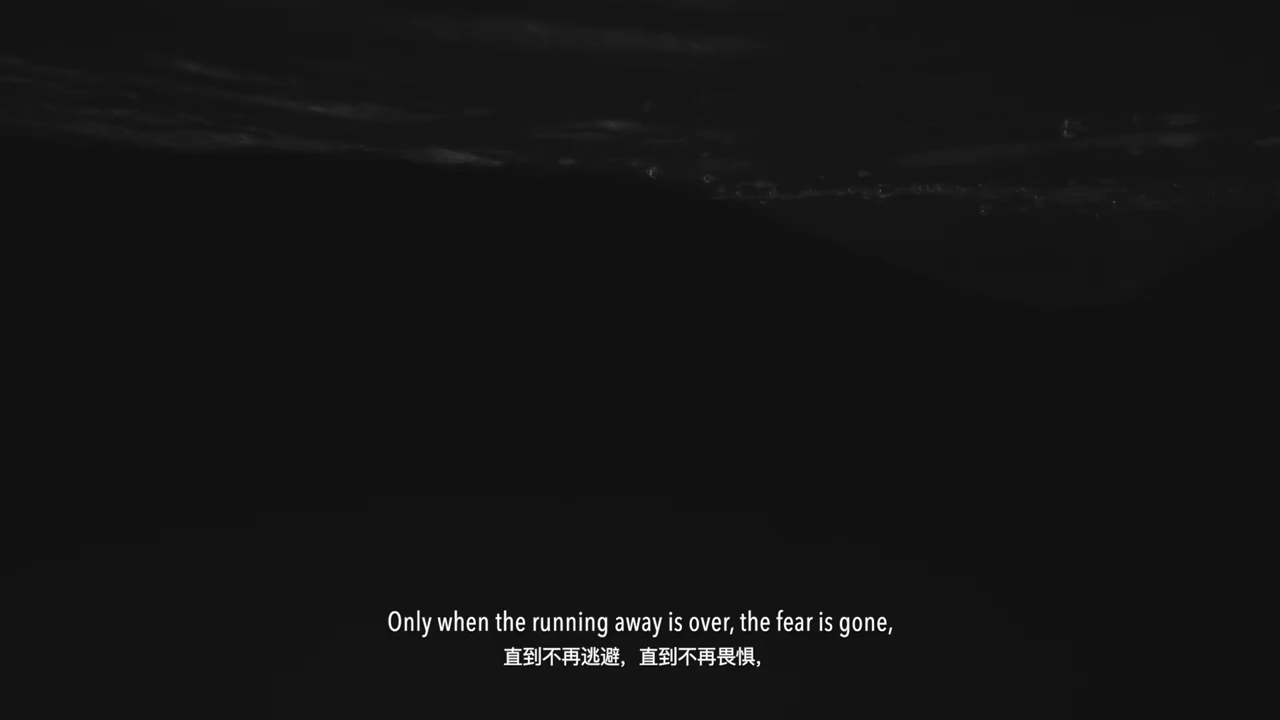 Only when the running away is over, the fear is gone,
直到不再逃避，直到不再畏惧，